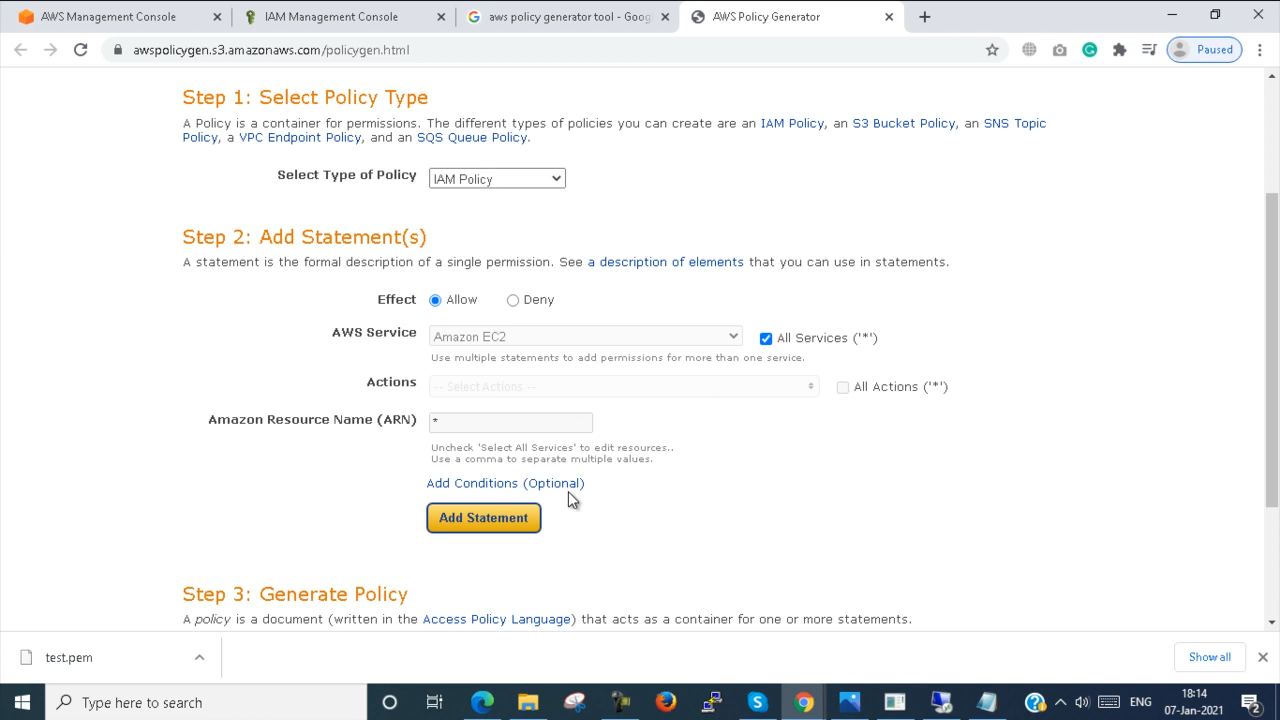 AWS Management Console
IAM Management Console
aws policy generator tool - Goog
AWS Policy Generator
awspolicygen.s3.amazonaws.com/policygen.html
Paused
Step 1: Select Policy Type
A Policy is a container for permissions. The different types of policies you can create are an IAM Policy, an S3 Bucket Policy, an SNS Topic
Policy, a VPC Endpoint Policy, and an SQS Queue Policy.
Select Type of Policy
IAM Policy
Step 2: Add Statement(s)
A statement is the formal description of a single permission. See a description of elements that you can use in statements.
Effect
Allow
Deny
AWS Service
Amazon EC2
All Services ('*')
Use multiple statements to add permissions for more than one service.
Actions
-- Select Actions --
All Actions ('*')
Amazon Resource Name (ARN)
*
Uncheck 'Select All Services' to edit resources..
Use a comma to separate multiple values.
Add Conditions (Optional)
Add Statement
Step 3: Generate Policy
A policy is a document (written in the Access Policy Language) that acts as a container for one or more statements.
test.pem
Show all
Type here to search
ENG
18:14
07-Jan-2021
2